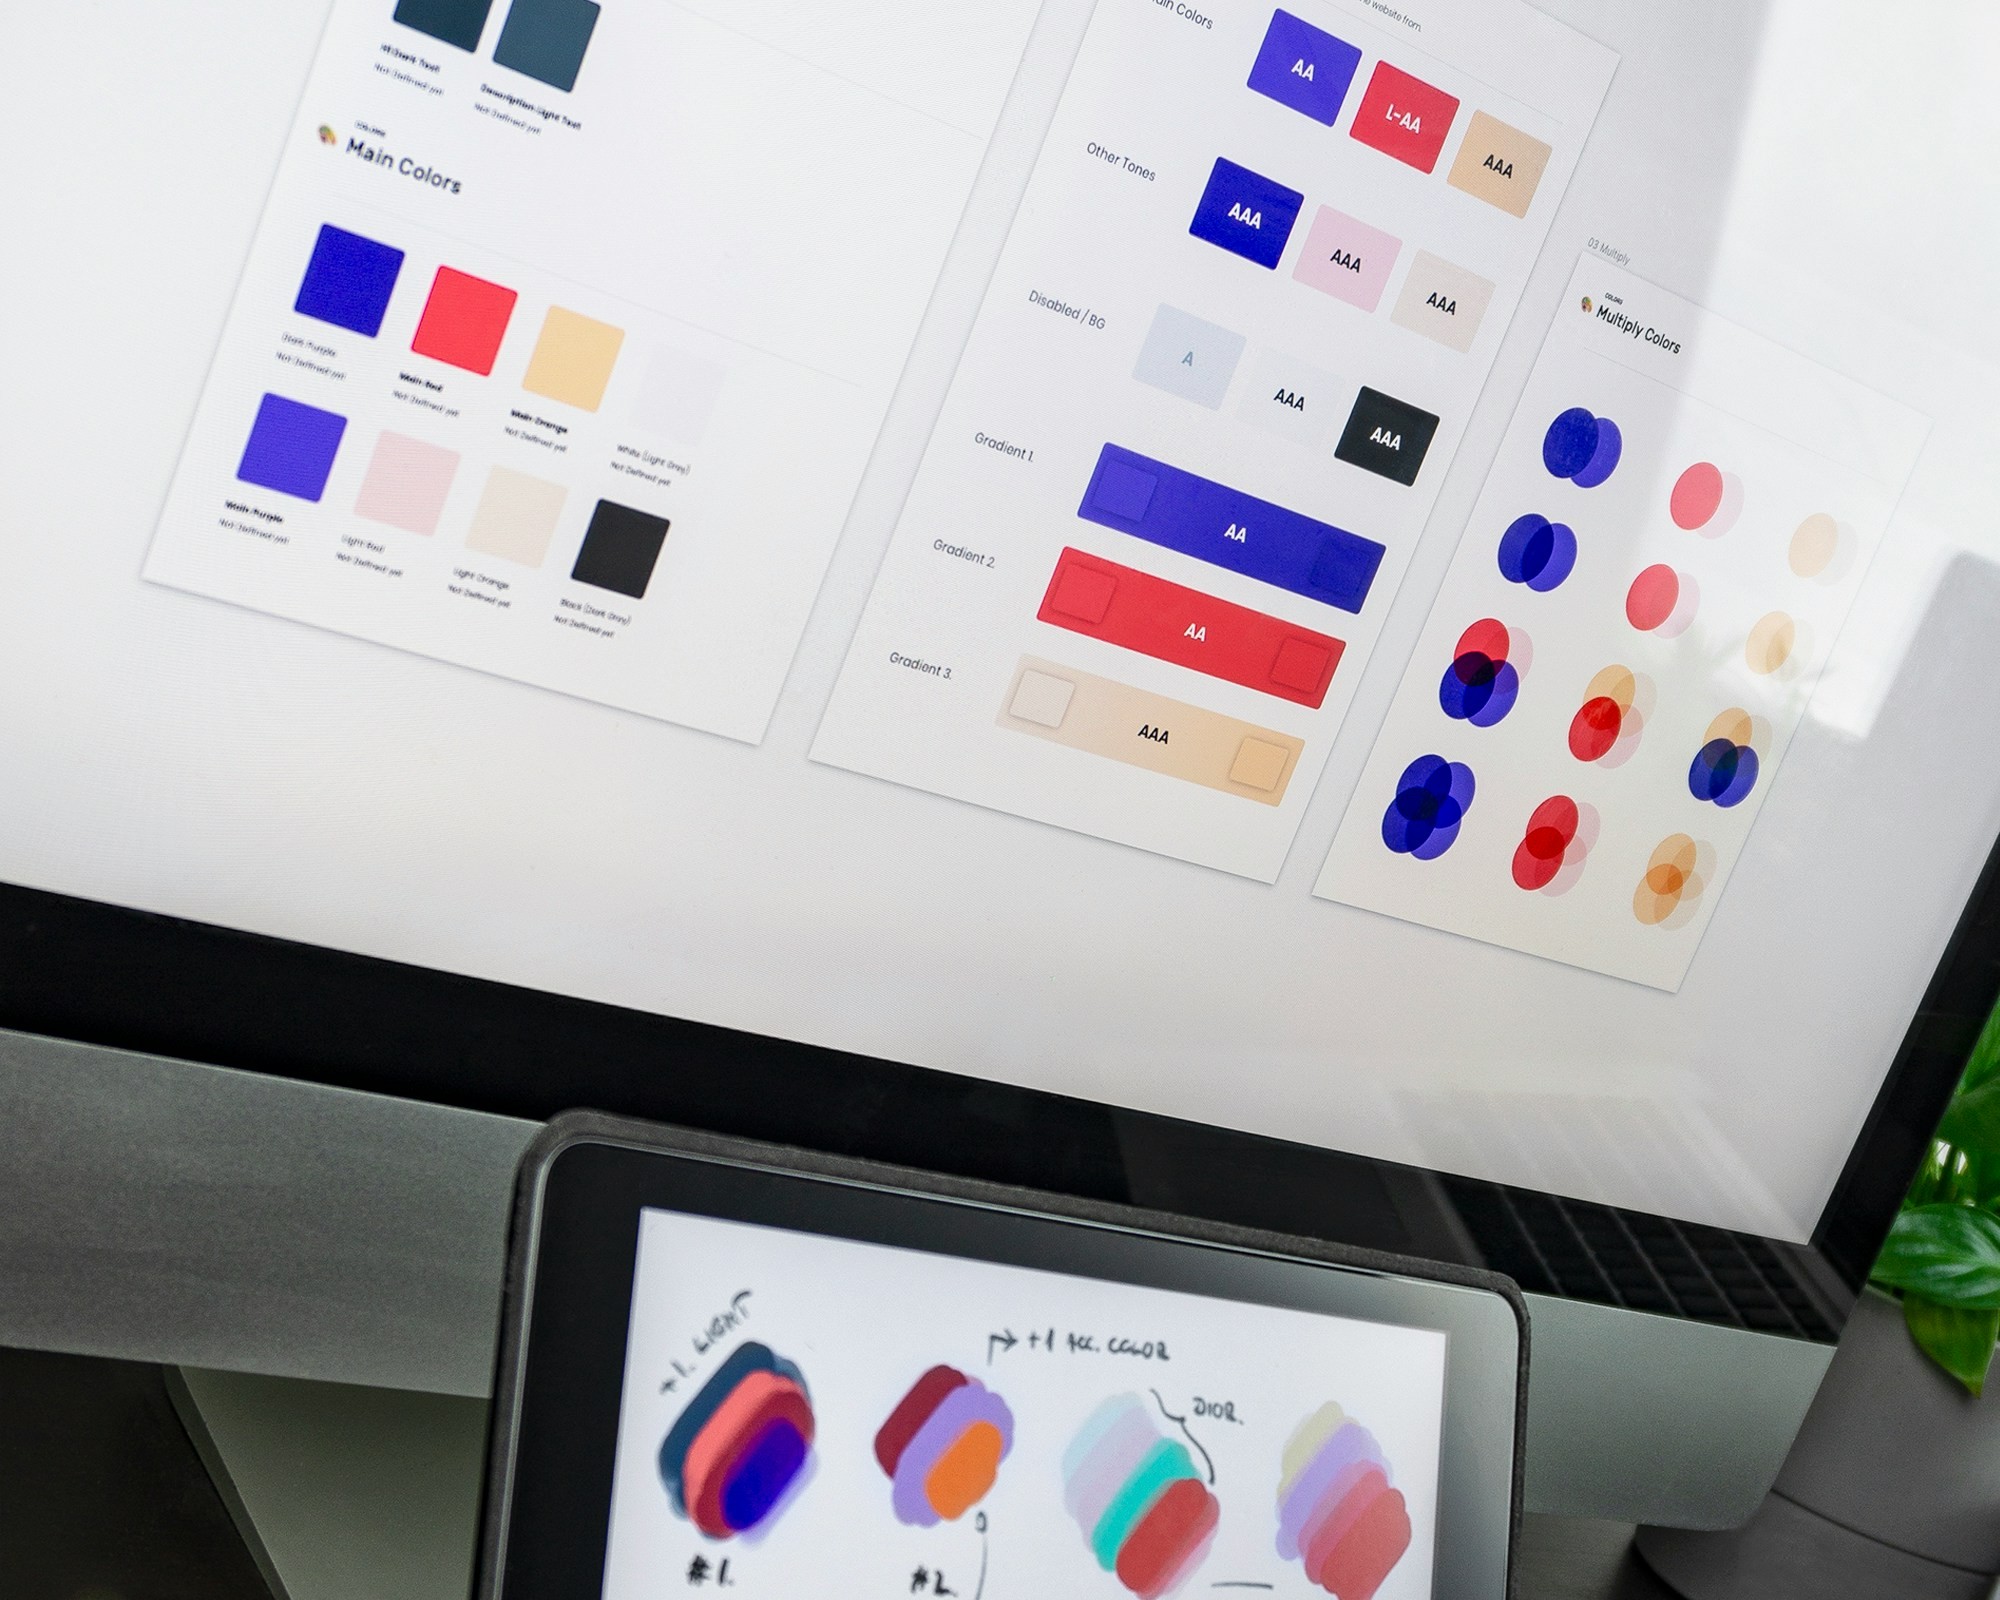 H1 Dark Text
Not Defined yet
Description Light Text
Not Defined yet
COLORS
Main Colors
Dark Purple
Not Defined yet
Main Red
Not Defined yet
Main Orange
Not Defined yet
White (Light Grey)
Not Defined yet
Main Purple
Not Defined yet
Light Red
Not Defined yet
Light Orange
Not Defined yet
Black (Dark Grey)
Not Defined yet
website from.
Colors
AA
L-AA
AAA
Other Tones
AAA
AAA
AAA
Disabled / BG
A
AAA
AAA
Gradient 1.
AA
Gradient 2.
AA
Gradient 3.
AAA
03 Multiply
COLORS
Multiply Colors
+1. LIGHT
+1 ACC. COLOR
DIOR.
#1.
#2.